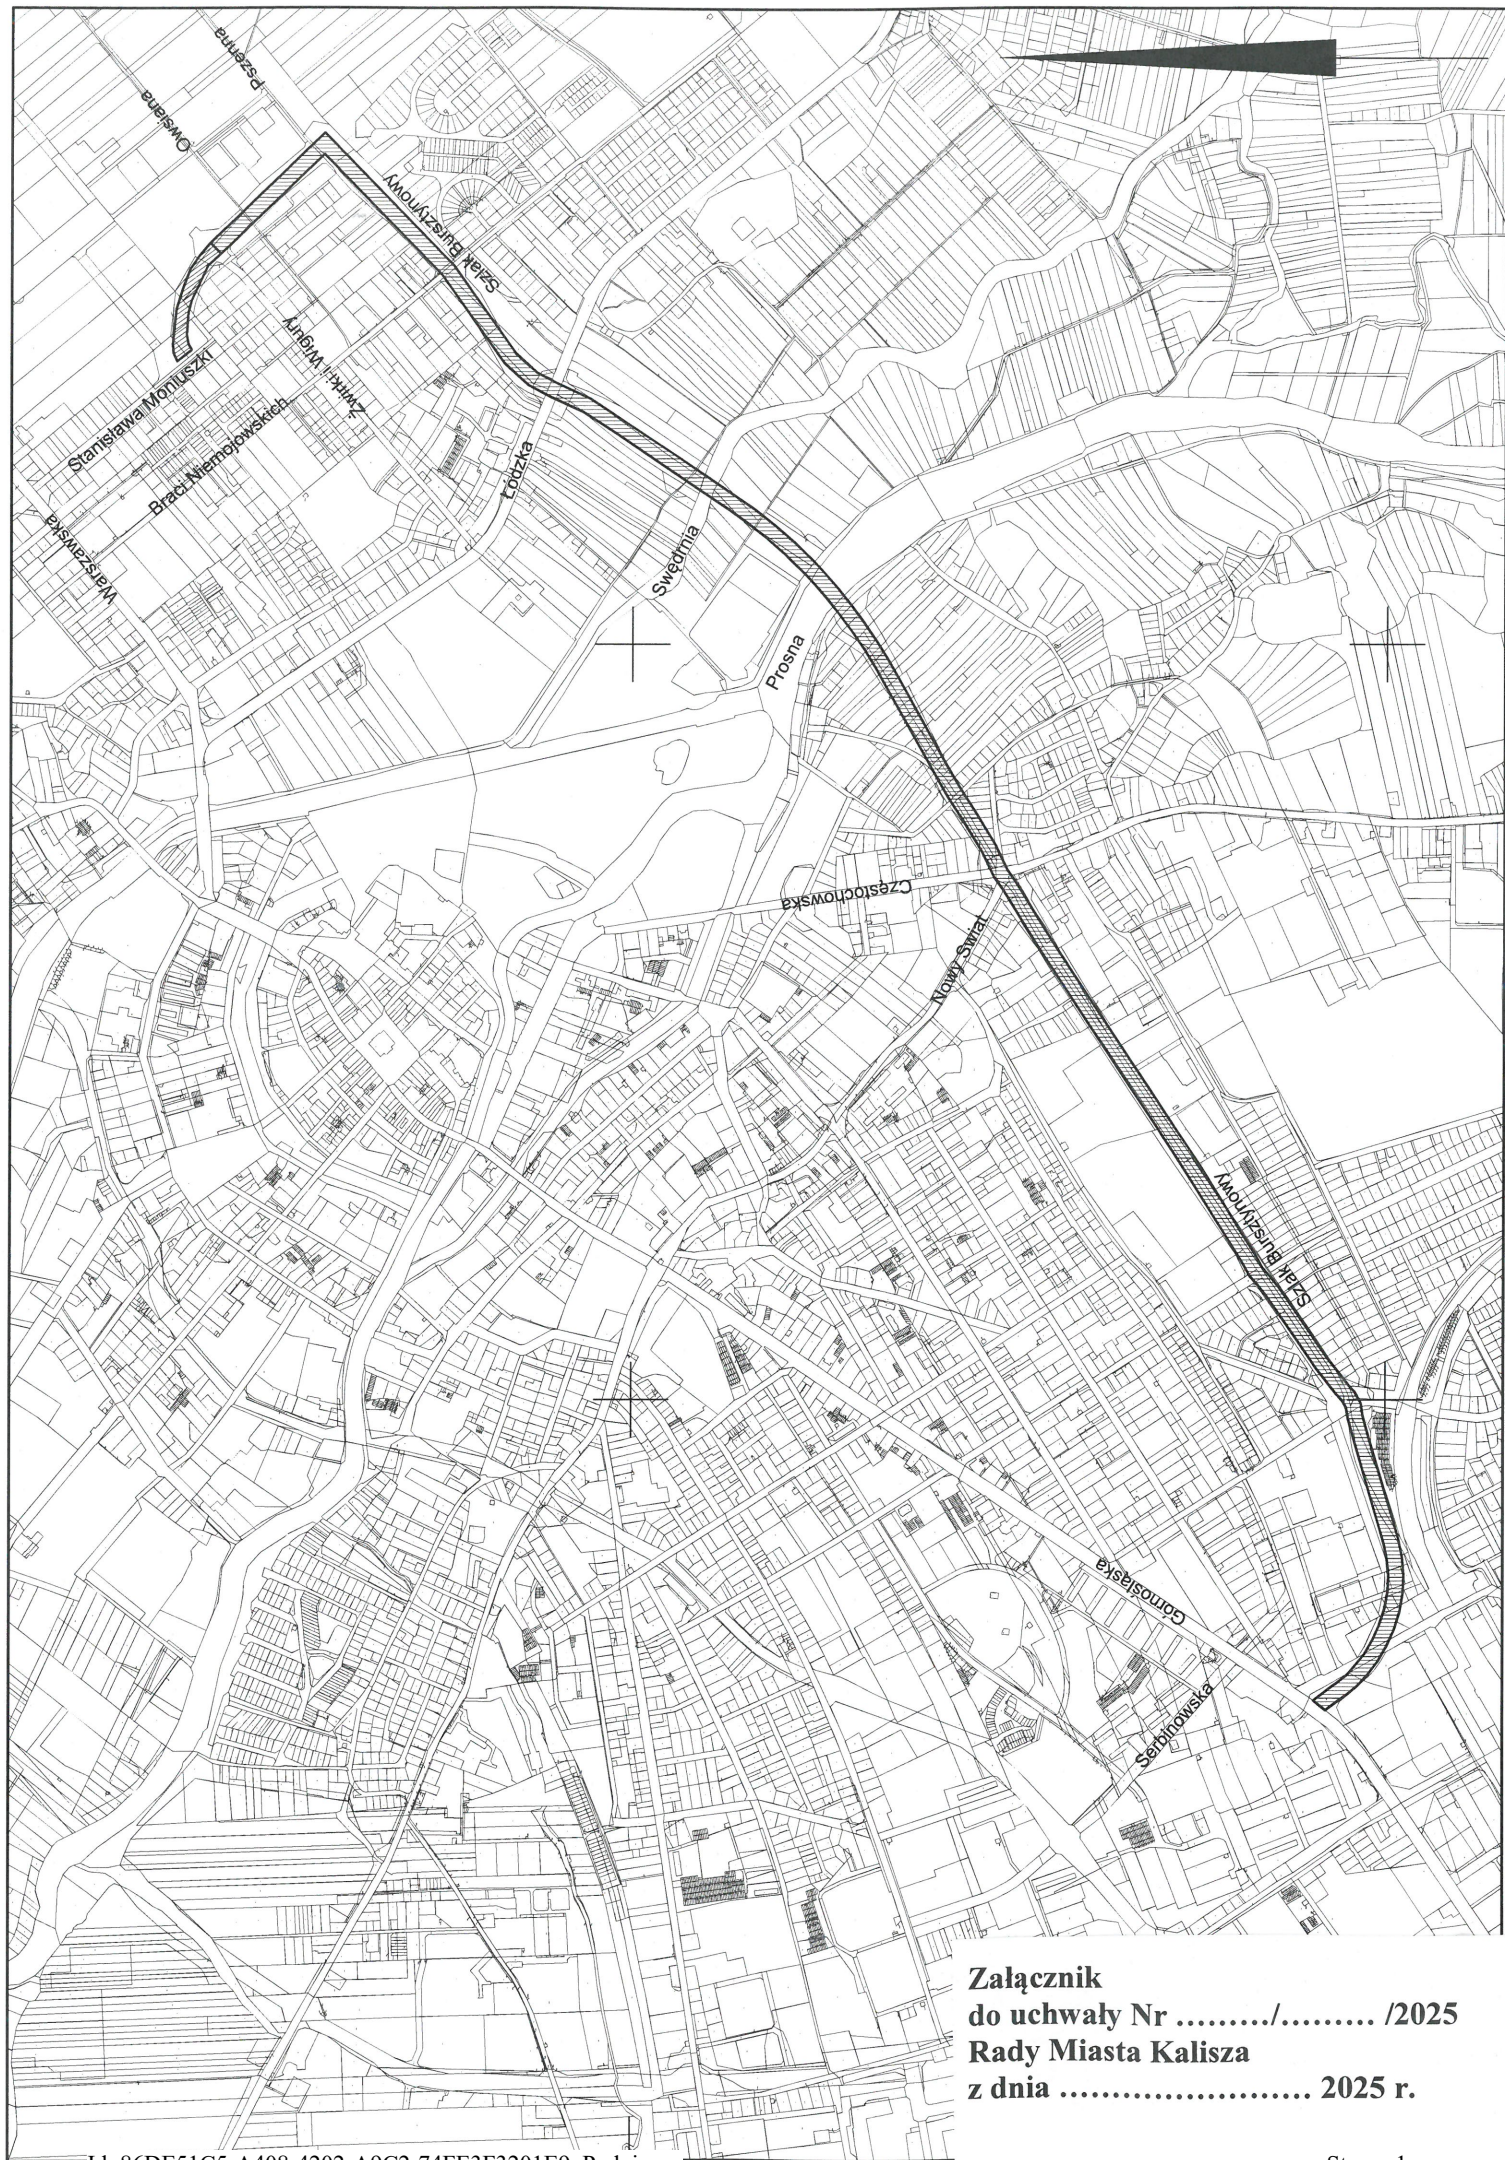 Pszenna
Owsiana
Szlak Bursztynowy
Żwirki i Wigury
Stanisława Moniuszki
Braci Niemojowskich
Warszawska
Łódzka
Swędrnia
Prosna
Częstochowska
Nowy Świat
Szlak Bursztynowy
Górnośląska
Serbinowska
Załącznik
do uchwały Nr ........./......... /2025
Rady Miasta Kalisza
z dnia ........................ 2025 r.